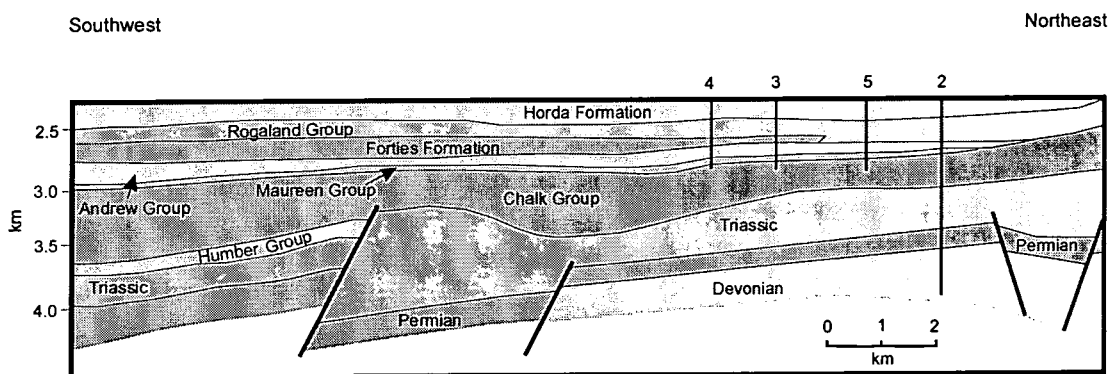 Southwest
Northeast
4 3 5 2
Horda Formation
2.5
Rogaland Group
Forties Formation
3.0
Maureen Group
Chalk Group
Andrew Group
km
3.5
Humber Group
Triassic
Permian
Triassic
Devonian
4.0
Permian
0 1 2
km